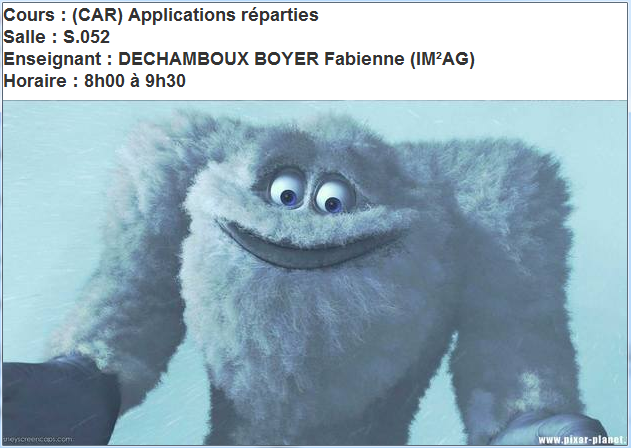 Cours : (CAR) Applications réparties
Salle : S.052
Enseignant : DECHAMBOUX BOYER Fabienne (IM²AG)
Horaire : 8h00 à 9h30
www.pixar-planet.